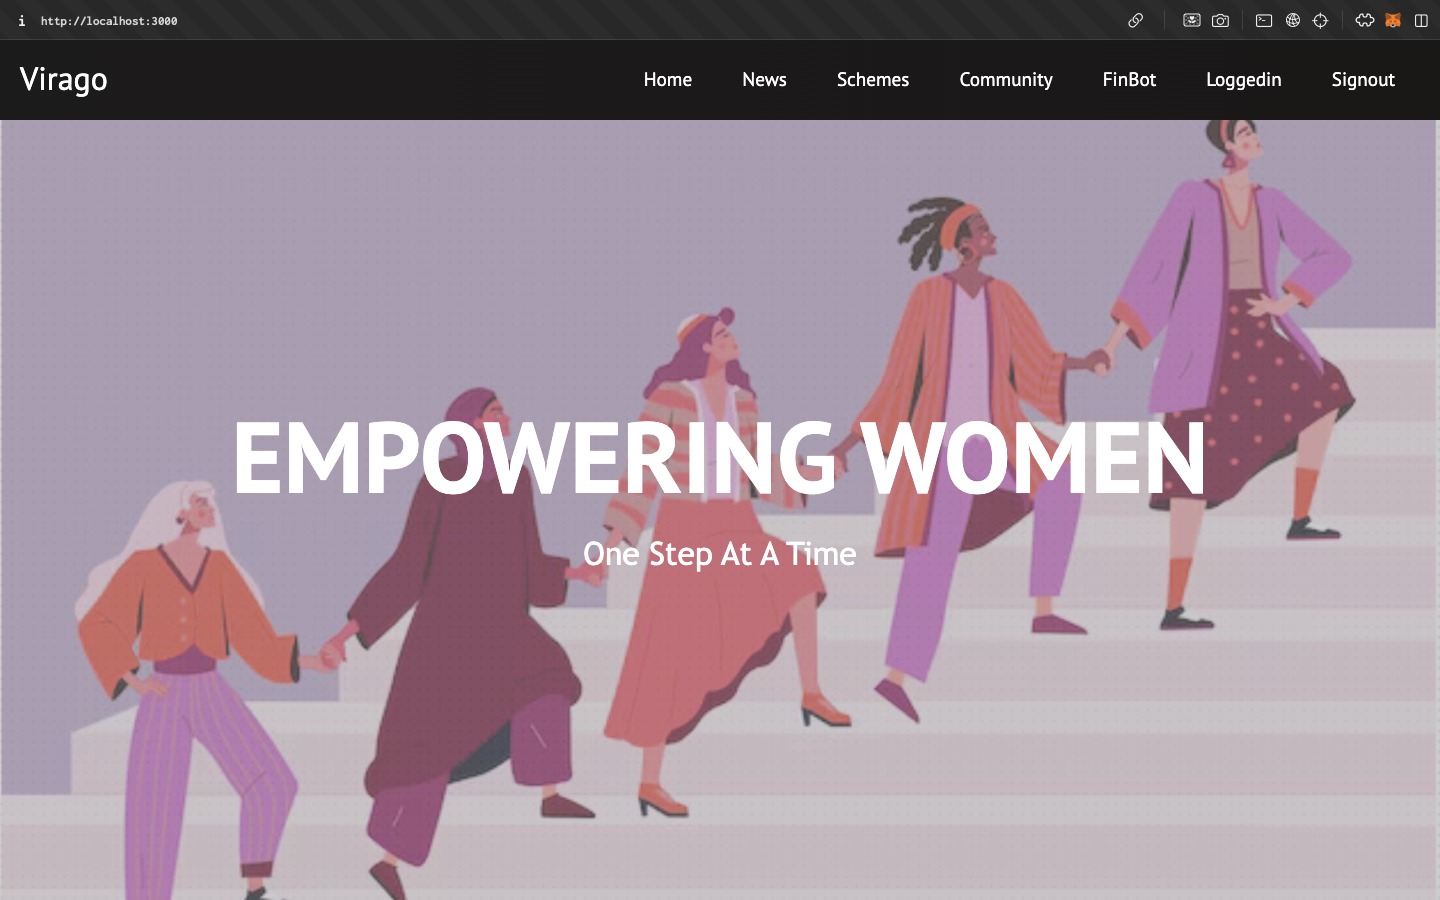 i http://localhost:3000
Virago Home News Schemes Community FinBot Loggedin Signout
EMPOWERING WOMEN
One Step At A Time